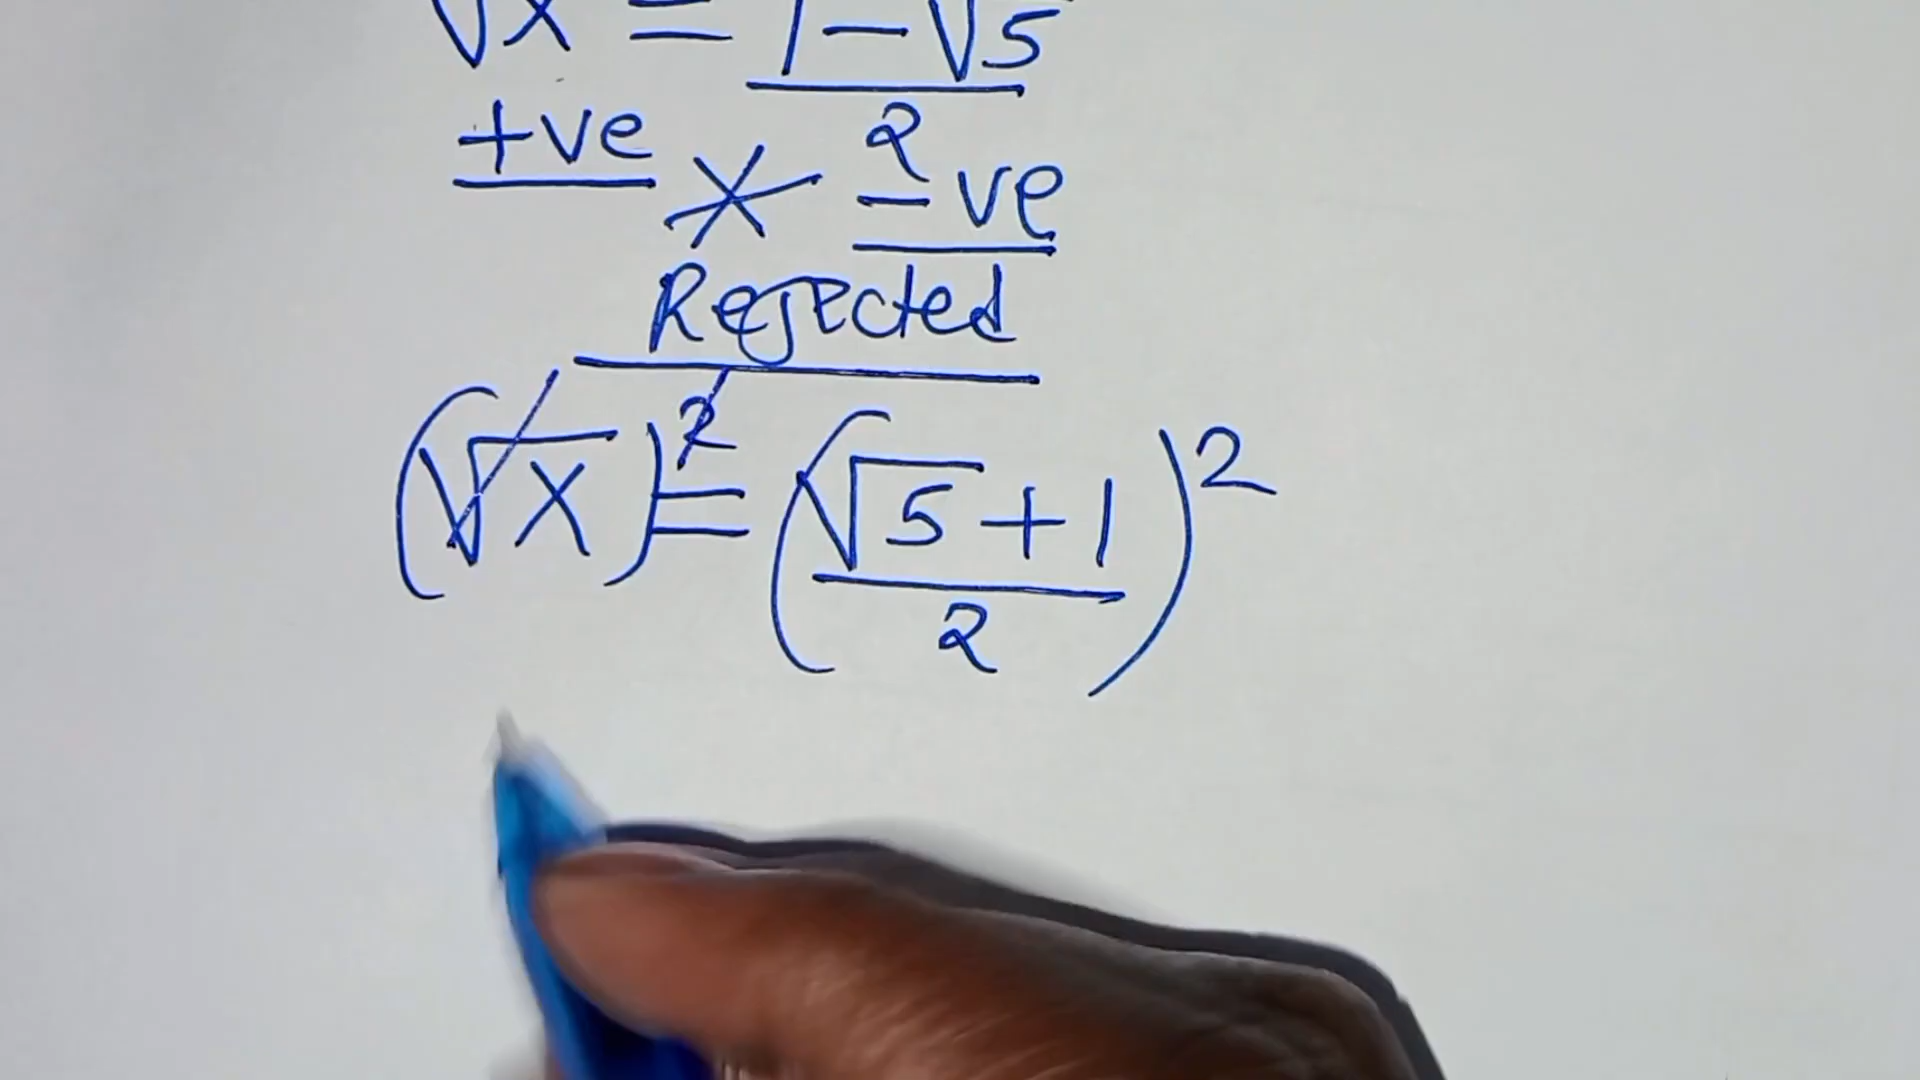 √x = 1-√5 / 2
+ve * -ve
Rejected
(√x)² = (√5+1 / 2)²